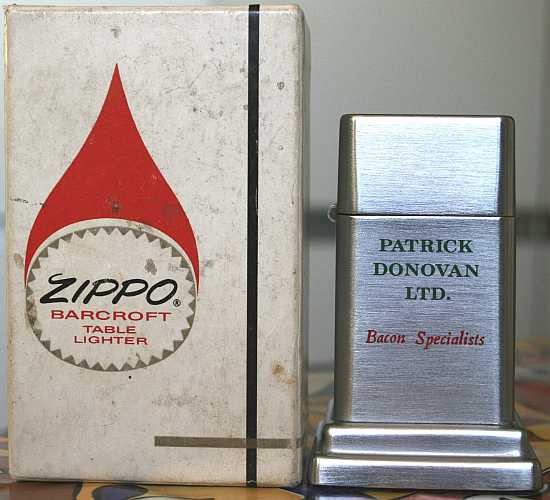 ZIPPO®
BARCROFT
TABLE
LIGHTER
PATRICK
DONOVAN
LTD.
Bacon Specialists